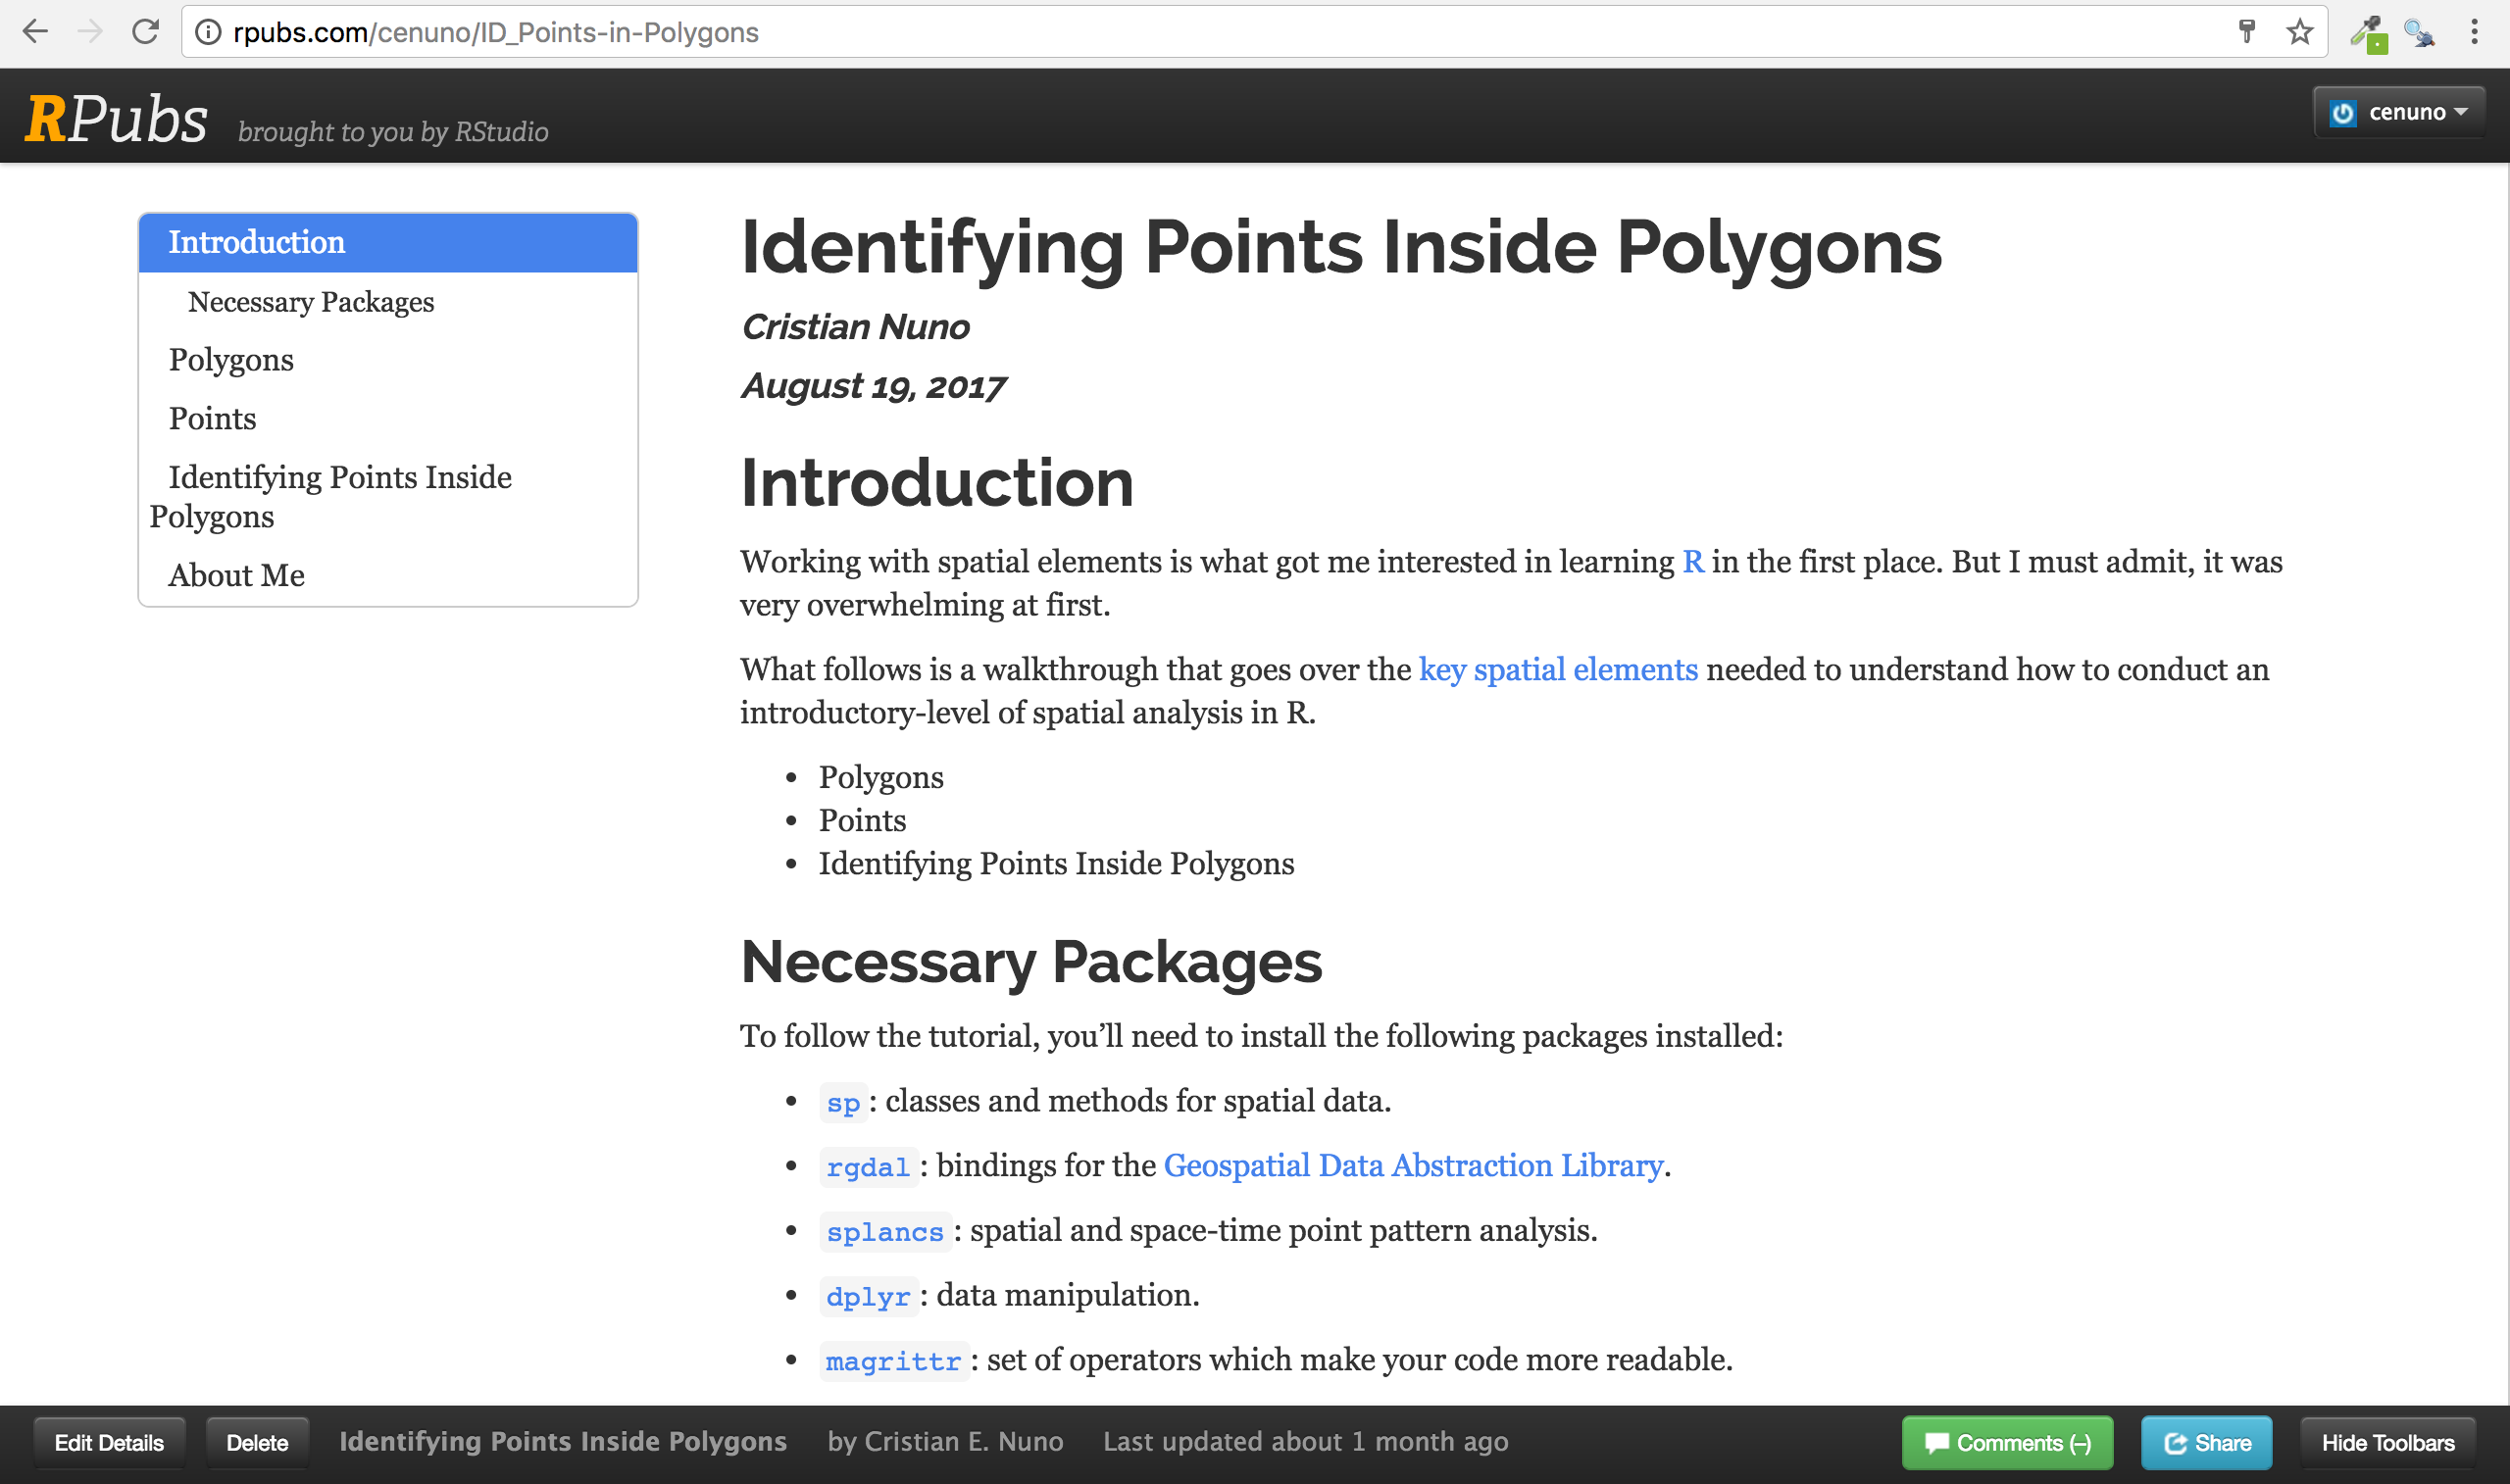 rpubs.com/cenuno/ID_Points-in-Polygons
RPubs brought to you by RStudio
cenuno
Introduction
Necessary Packages
Polygons
Points
Identifying Points Inside
Polygons
About Me
Identifying Points Inside Polygons
Cristian Nuno
August 19, 2017
Introduction
Working with spatial elements is what got me interested in learning R in the first place. But I must admit, it was
very overwhelming at first.
What follows is a walkthrough that goes over the key spatial elements needed to understand how to conduct an
introductory-level of spatial analysis in R.
• Polygons
• Points
• Identifying Points Inside Polygons
Necessary Packages
To follow the tutorial, you’ll need to install the following packages installed:
• sp: classes and methods for spatial data.
• rgdal: bindings for the Geospatial Data Abstraction Library.
• splancs: spatial and space-time point pattern analysis.
• dplyr: data manipulation.
• magrittr: set of operators which make your code more readable.
Edit Details Delete Identifying Points Inside Polygons by Cristian E. Nuno Last updated about 1 month ago Comments (–) Share Hide Toolbars